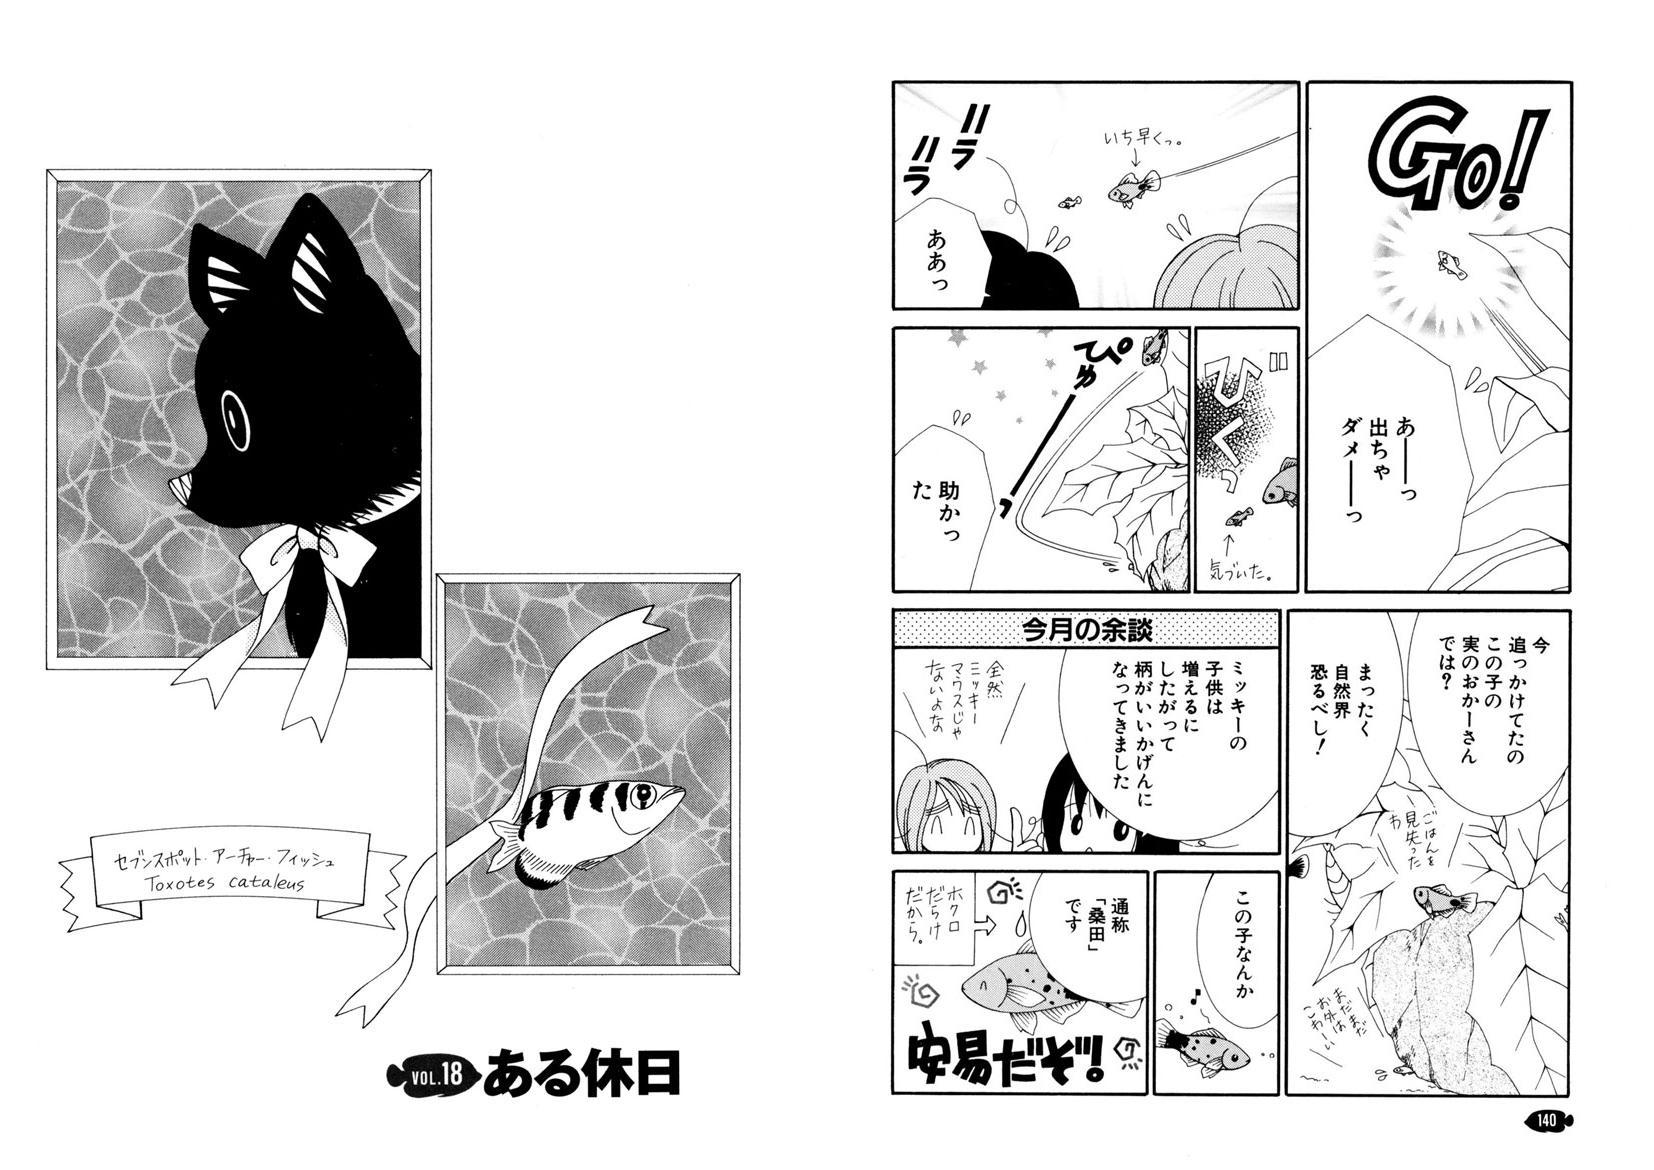 GO!
あーーっ
出ちゃ
ダメーーっ
いち早くっ。
ハラ
ハラ
ああっ
びくっ
気づいた。
ぴゅーーっ
助かっ
た
今
追っかけてたの
この子の
実のおかーさん
では?
まったく
自然界
恐るべし!
ごはんを
見失った
わ
まだまだ
お外は
こわい…
今月の余談
ミッキーの
子供は
増えるに
したがって
柄がいいかげんに
なってきました
全然
ミッキー
マウスじゃ
ないよな
この子なんか
通称
「桑田」
です
ホクロ
だらけ
だから。
安易だぞ!
140
セブンスポット・アーチャー・フィッシュ
Toxotes cataleus
VOL.18 ある休日